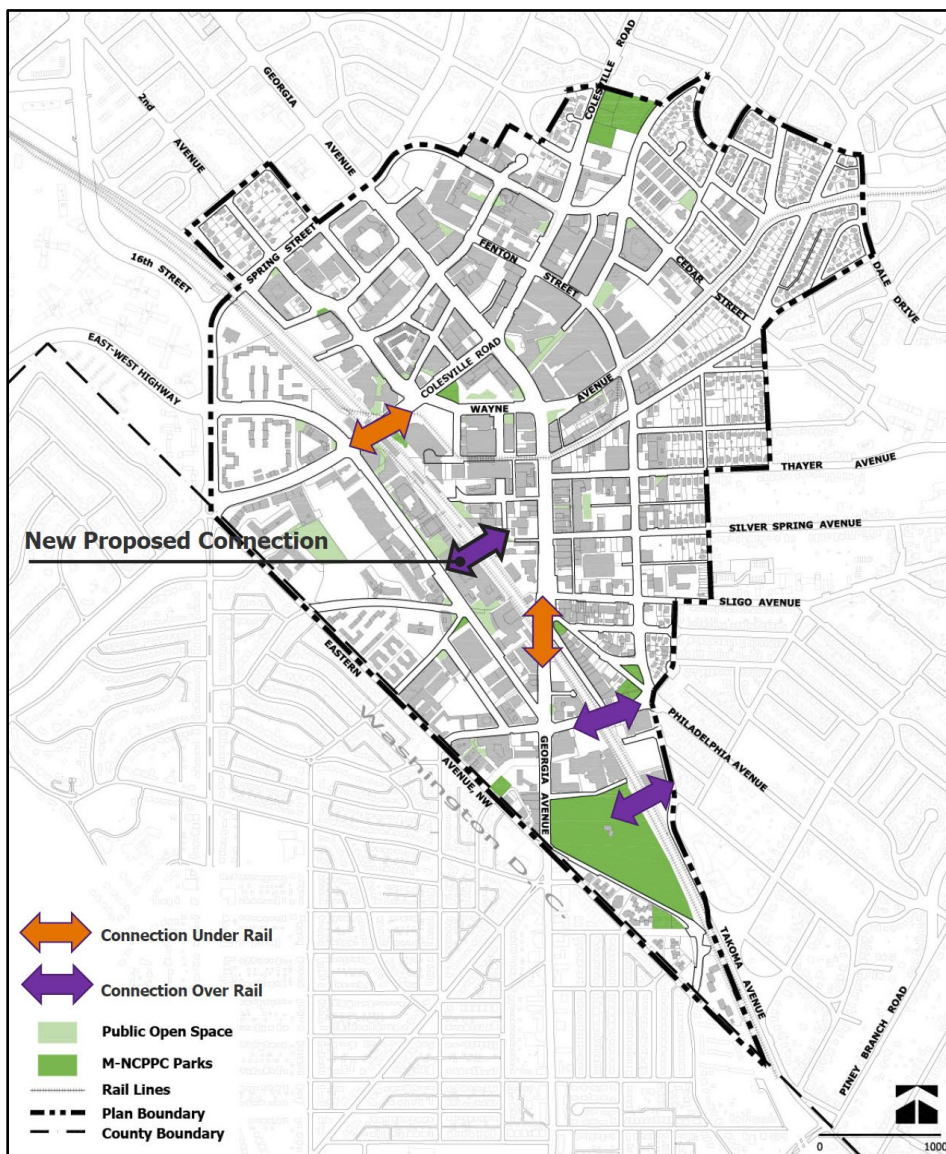 COLESVILLE ROAD
GEORGIA
AVENUE
2nd
AVENUE
SPRING STREET
16th STREET
FENTON
STREET
CEDAR
STREET
DALE DRIVE
EAST-WEST HIGHWAY
COLESVILLE ROAD
WAYNE
AVENUE
THAYER AVENUE
SILVER SPRING AVENUE
New Proposed Connection
SLIGO AVENUE
EASTERN
AVENUE, NW
Washington D.C.
PHILADELPHIA AVENUE
GEORGIA AVENUE
TAKOMA AVENUE
PINEY BRANCH ROAD
Connection Under Rail
Connection Over Rail
Public Open Space
M-NCPPC Parks
Rail Lines
Plan Boundary
County Boundary
0 1000